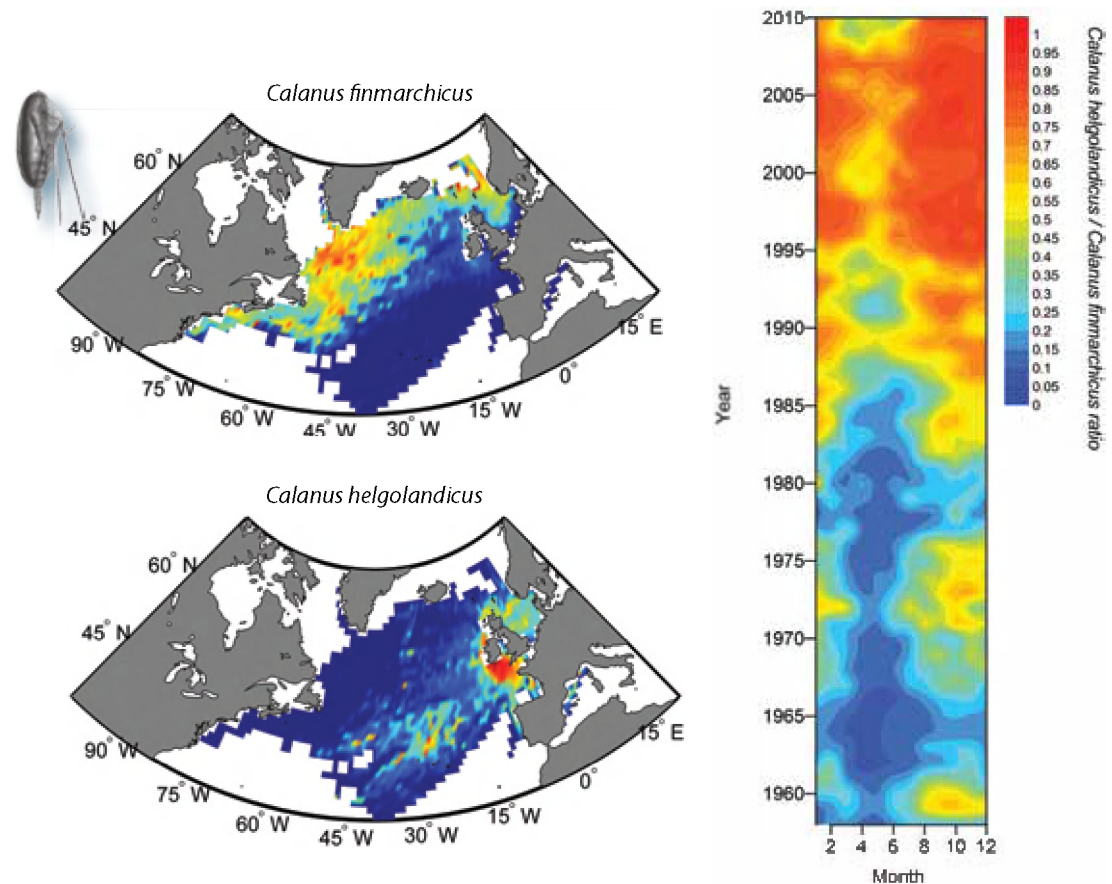 Calanus finmarchicus
60° N
45° N
90° W
75° W
60° W
45° W
30° W
15° W
0°
15° E
Calanus helgolandicus
60° N
45° N
90° W
75° W
60° W
45° W
30° W
15° W
0°
15° E
Year
2010
2005
2000
1995
1990
1985
1980
1975
1970
1965
1960
2 4 6 8 10 12
Month
1
0.95
0.9
0.85
0.8
0.75
0.7
0.65
0.6
0.55
0.5
0.45
0.4
0.35
0.3
0.25
0.2
0.15
0.1
0.05
0
Calanus helgolandicus / Calanus finmarchicus ratio